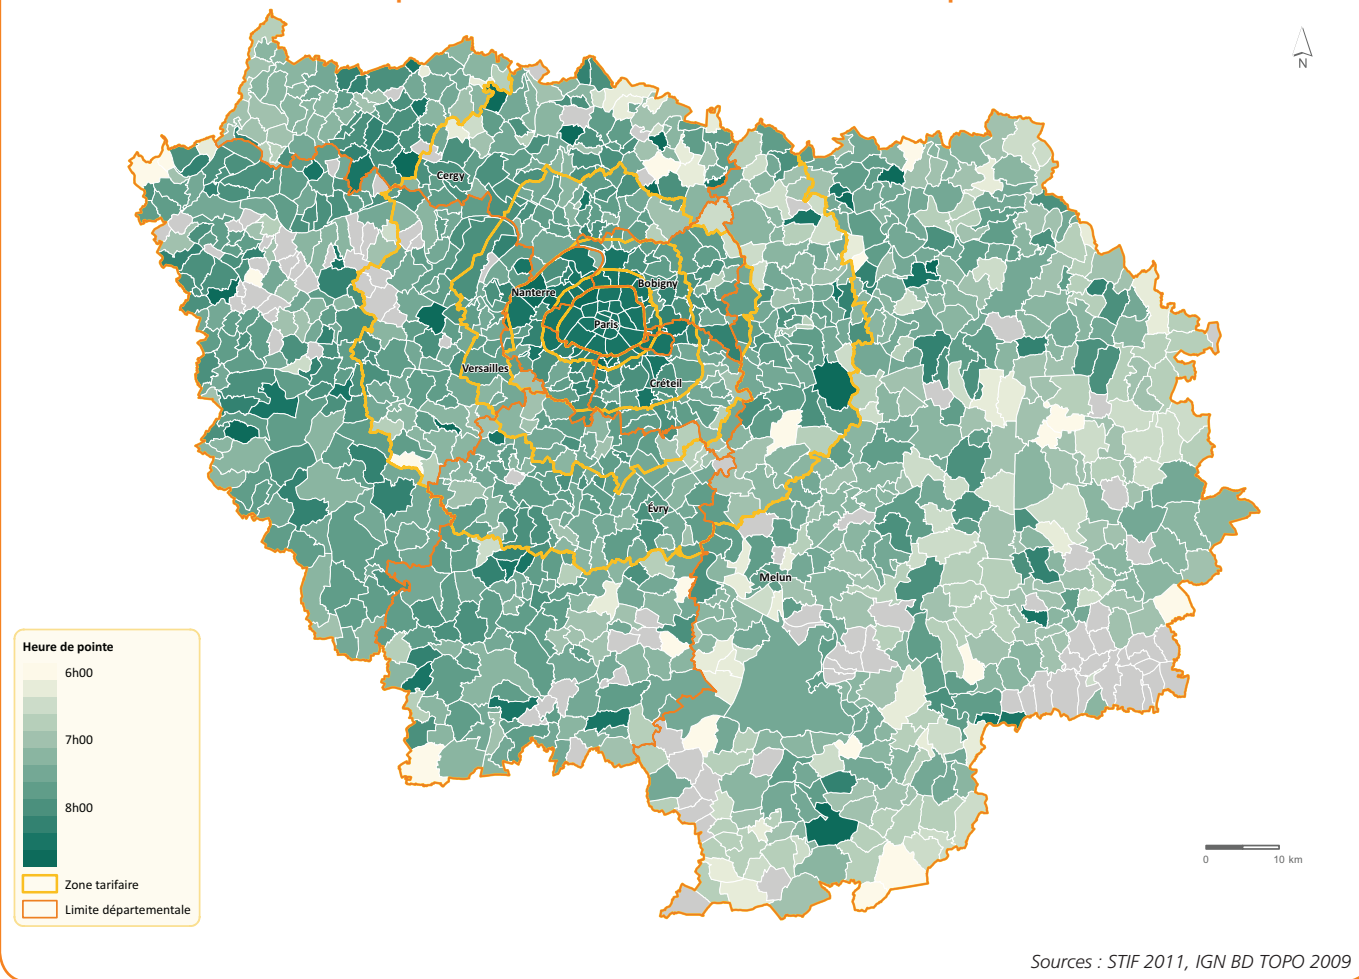 N
Cergy
Nanterre
Bobigny
Paris
Versailles
Créteil
Évry
Melun
Heure de pointe
6h00
7h00
8h00
Zone tarifaire
Limite départementale
0 10 km
Sources : STIF 2011, IGN BD TOPO 2009